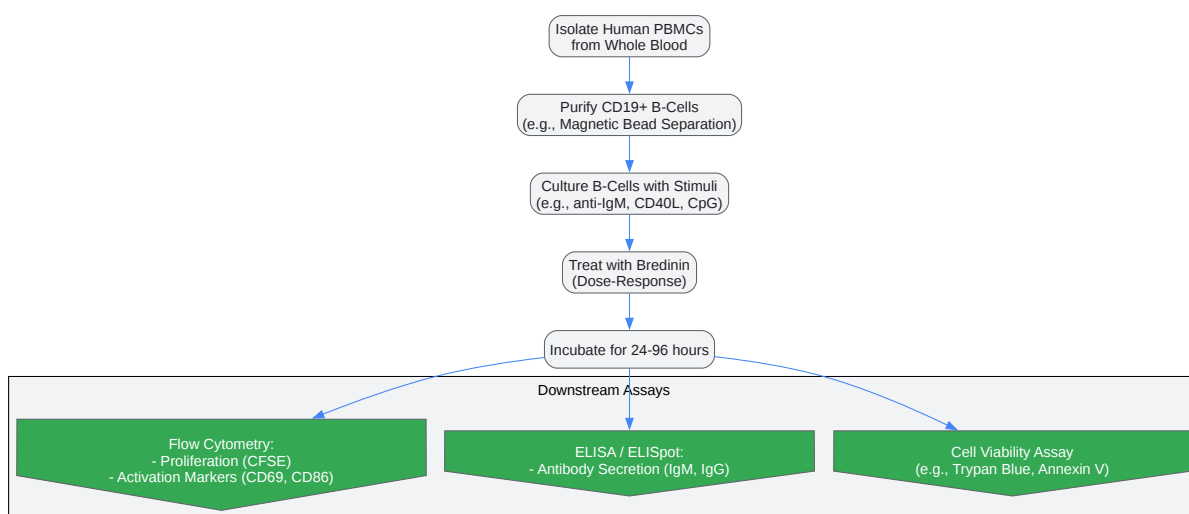 Isolate Human PBMCs
from Whole Blood
Purify CD19+ B-Cells
(e.g., Magnetic Bead Separation)
Culture B-Cells with Stimuli
(e.g., anti-IgM, CD40L, CpG)
Treat with Bredinin
(Dose-Response)
Incubate for 24-96 hours
Downstream Assays
Flow Cytometry:
- Proliferation (CFSE)
- Activation Markers (CD69, CD86)
ELISA / ELISpot:
- Antibody Secretion (IgM, IgG)
Cell Viability Assay
(e.g., Trypan Blue, Annexin V)